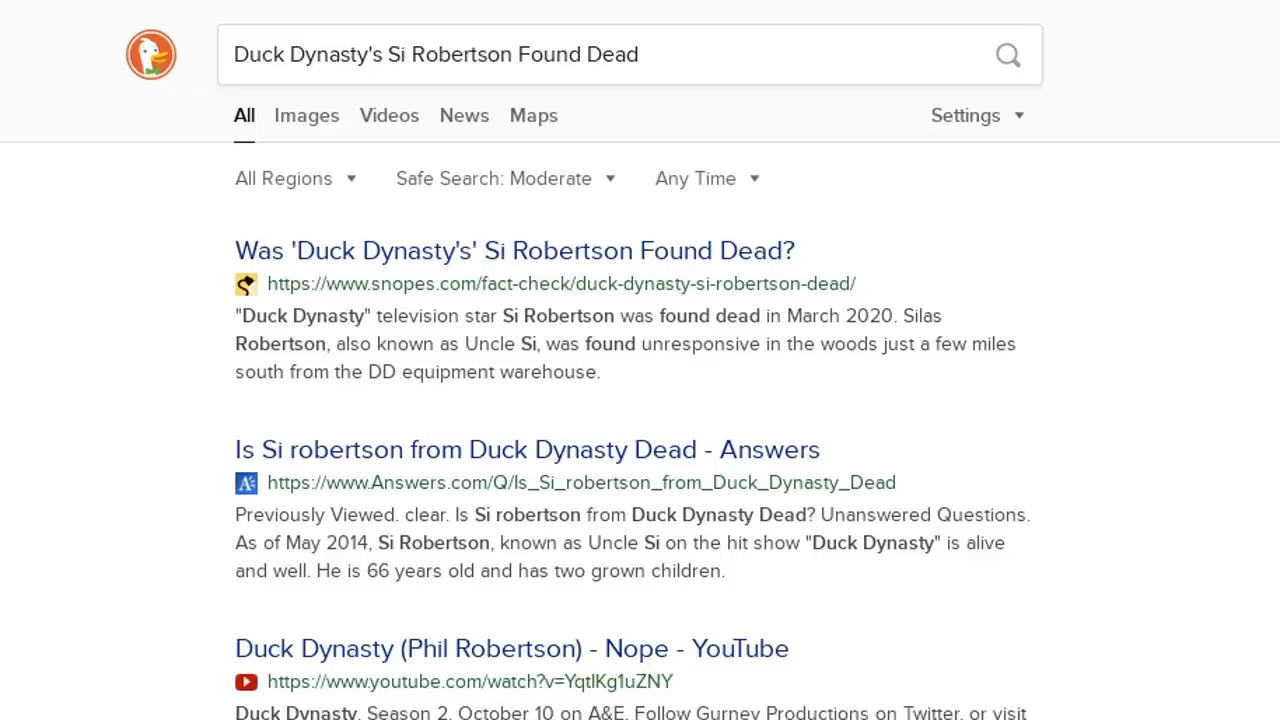 Duck Dynasty's Si Robertson Found Dead
All Images Videos News Maps Settings
All Regions Safe Search: Moderate Any Time
Was 'Duck Dynasty's' Si Robertson Found Dead?
https://www.snopes.com/fact-check/duck-dynasty-si-robertson-dead/
"Duck Dynasty" television star Si Robertson was found dead in March 2020. Silas
Robertson, also known as Uncle Si, was found unresponsive in the woods just a few miles
south from the DD equipment warehouse.
Is Si robertson from Duck Dynasty Dead - Answers
https://www.Answers.com/Q/Is_Si_robertson_from_Duck_Dynasty_Dead
Previously Viewed. clear. Is Si robertson from Duck Dynasty Dead? Unanswered Questions.
As of May 2014, Si Robertson, known as Uncle Si on the hit show "Duck Dynasty" is alive
and well. He is 66 years old and has two grown children.
Duck Dynasty (Phil Robertson) - Nope - YouTube
https://www.youtube.com/watch?v=YqtlKg1uZNY
Duck Dynasty, Season 2, October 10 on A&E. Follow Gurney Productions on Twitter, or visit